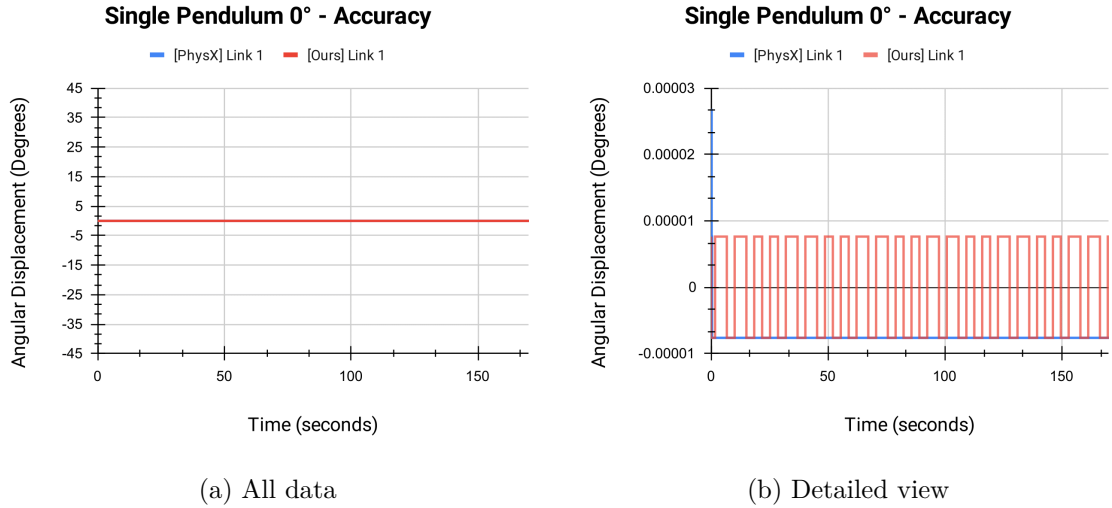 Single Pendulum 0° - Accuracy
[PhysX] Link 1 [Ours] Link 1
Angular Displacement (Degrees)
45
35
25
15
5
-5
-15
-25
-35
-45
0 50 100 150
Time (seconds)
(a) All data
Single Pendulum 0° - Accuracy
[PhysX] Link 1 [Ours] Link 1
Angular Displacement (Degrees)
0.00003
0.00002
0.00001
0
-0.00001
0 50 100 150
Time (seconds)
(b) Detailed view